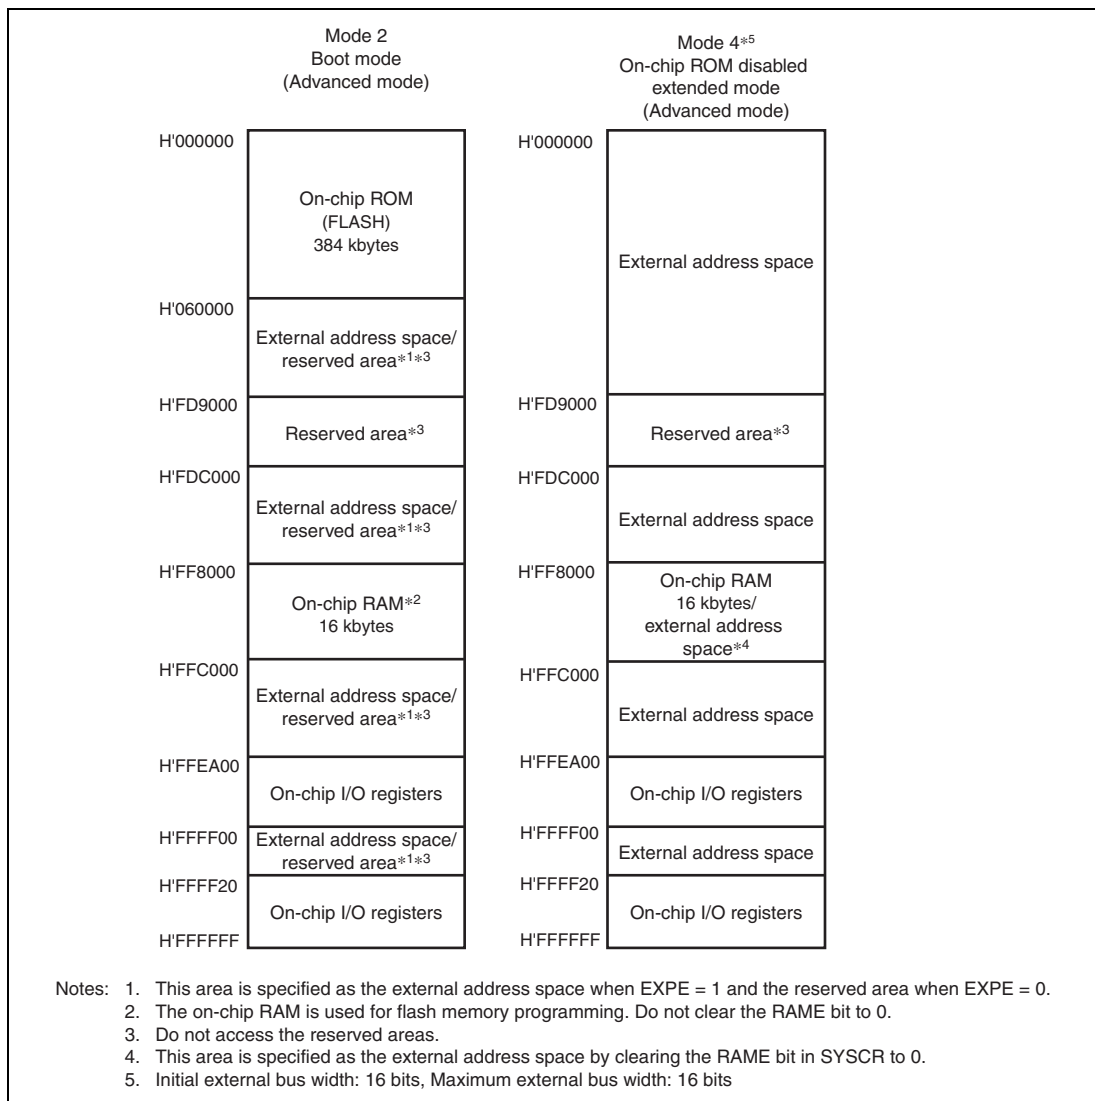 Mode 2
Boot mode
(Advanced mode)
H'000000
On-chip ROM
(FLASH)
384 kbytes
H'060000
External address space/
reserved area*1*3
H'FD9000
Reserved area*3
H'FDC000
External address space/
reserved area*1*3
H'FF8000
On-chip RAM*2
16 kbytes
H'FFC000
External address space/
reserved area*1*3
H'FFEA00
On-chip I/O registers
H'FFFF00
External address space/
reserved area*1*3
H'FFFF20
On-chip I/O registers
H'FFFFFF
Mode 4*5
On-chip ROM disabled
extended mode
(Advanced mode)
H'000000
External address space
H'FD9000
Reserved area*3
H'FDC000
External address space
H'FF8000
On-chip RAM
16 kbytes/
external address
space*4
H'FFC000
External address space
H'FFEA00
On-chip I/O registers
H'FFFF00
External address space
H'FFFF20
On-chip I/O registers
H'FFFFFF
Notes: 1. This area is specified as the external address space when EXPE = 1 and the reserved area when EXPE = 0.
2. The on-chip RAM is used for flash memory programming. Do not clear the RAME bit to 0.
3. Do not access the reserved areas.
4. This area is specified as the external address space by clearing the RAME bit in SYSCR to 0.
5. Initial external bus width: 16 bits, Maximum external bus width: 16 bits